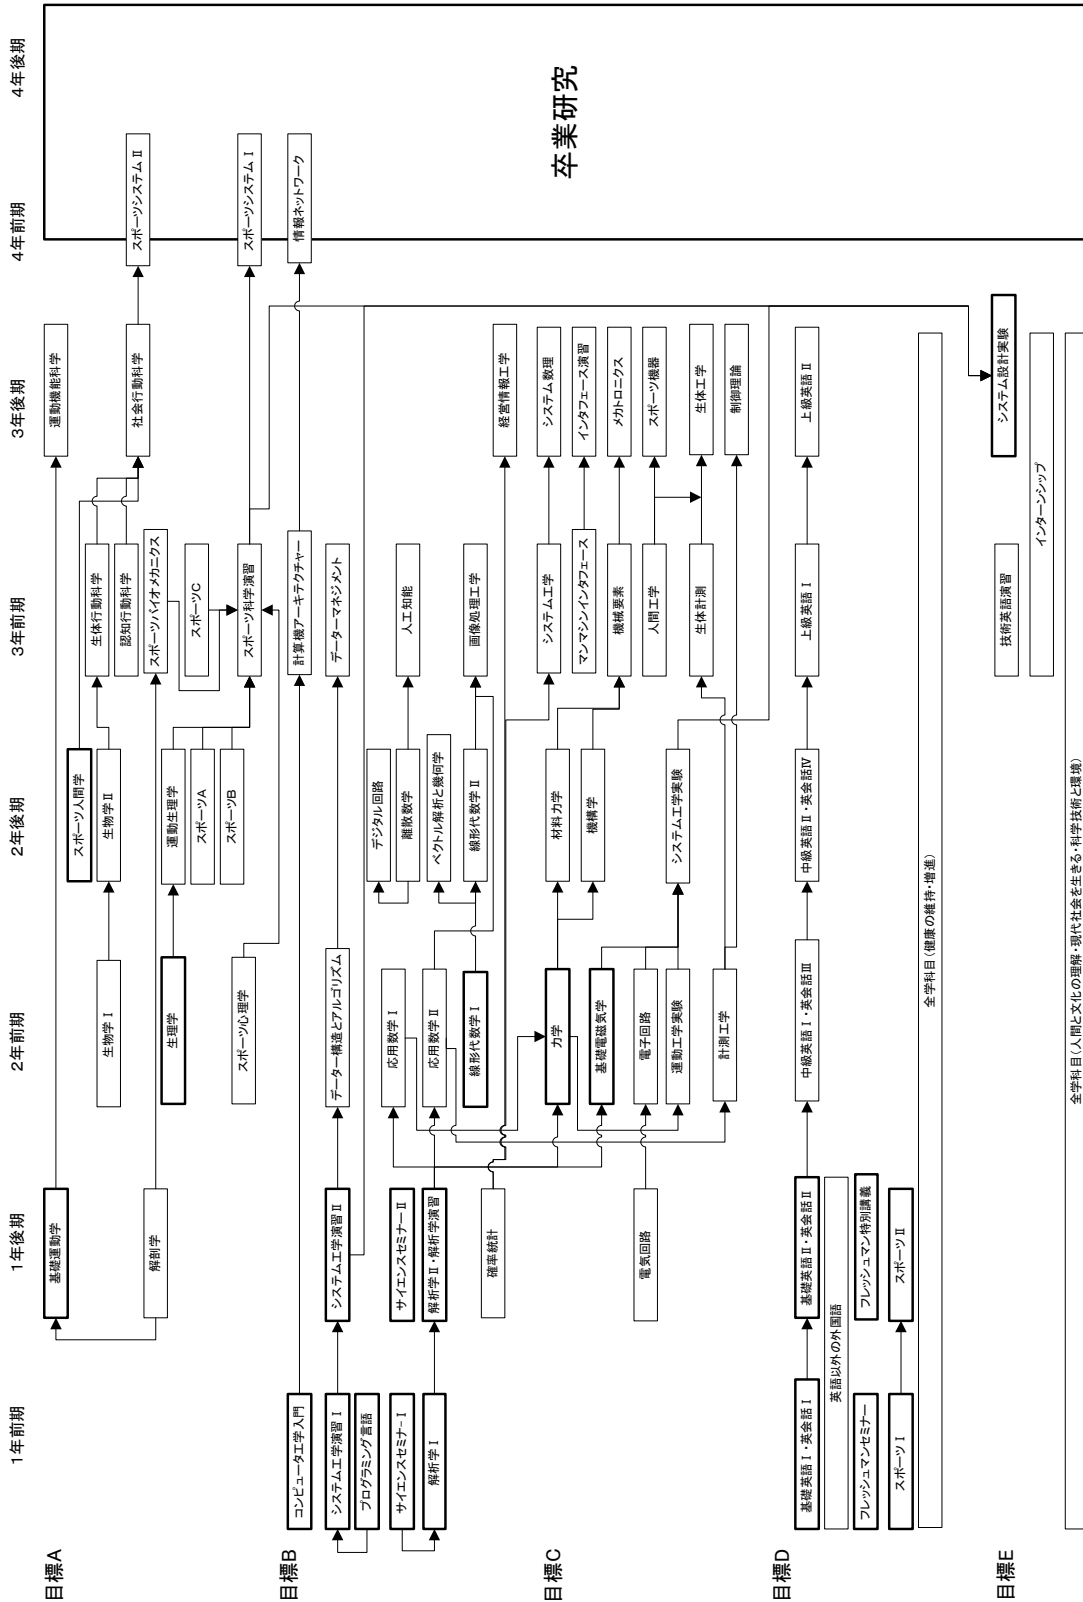 1年前期
1年後期
2年前期
2年後期
3年前期
3年後期
4年前期
4年後期
目標A
基礎運動学
運動機能科学
スポーツ人間学
生物学Ⅰ
生物学Ⅱ
生体行動科学
認知行動科学
社会行動科学
スポーツシステムⅡ
解剖学
スポーツバイオメカニクス
生理学
運動生理学
スポーツA
スポーツC
スポーツB
スポーツ心理学
スポーツ科学演習
スポーツシステムⅠ
目標B
コンピュータ工学入門
計算機アーキテクチャー
情報ネットワーク
システム工学演習Ⅰ
システム工学演習Ⅱ
データー構造とアルゴリズム
データーマネジメント
プログラミング言語
デジタル回路
サイエンスセミナーⅠ
サイエンスセミナーⅡ
応用数学Ⅰ
離散数学
人工知能
解析学Ⅰ
解析学Ⅱ・解析学演習
応用数学Ⅱ
ベクトル解析と幾何学
線形代数学Ⅰ
線形代数学Ⅱ
画像処理工学
確率統計
経営情報工学
目標C
力学
材料力学
システム工学
システム数理
マンマシンインタフェース
インタフェース演習
基礎電磁気学
機構学
機械要素
メカトロニクス
電気回路
電子回路
人間工学
スポーツ機器
運動工学実験
システム工学実験
生体計測
生体工学
計測工学
制御理論
卒業研究
目標D
基礎英語Ⅰ・英会話Ⅰ
基礎英語Ⅱ・英会話Ⅱ
中級英語Ⅰ・英会話Ⅲ
中級英語Ⅱ・英会話Ⅳ
上級英語Ⅰ
上級英語Ⅱ
英語以外の外国語
フレッシュマンセミナー
フレッシュマン特別講義
スポーツⅠ
スポーツⅡ
全学科目(健康の維持・増進)
目標E
技術英語演習
システム設計実験
インターンシップ
全学科目(人間と文化の理解・現代社会を生きる・科学技術と環境)